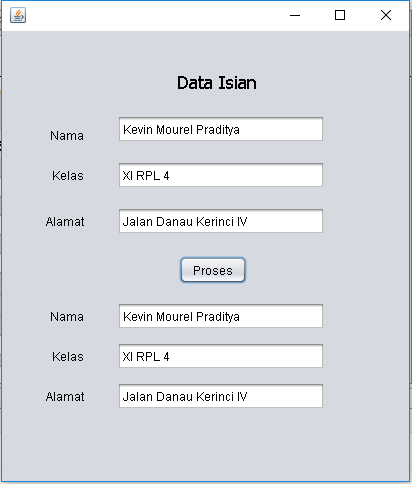 Data Isian
Nama Kevin Mourel Praditya
Kelas XI RPL 4
Alamat Jalan Danau Kerinci IV
Proses
Nama Kevin Mourel Praditya
Kelas XI RPL 4
Alamat Jalan Danau Kerinci IV